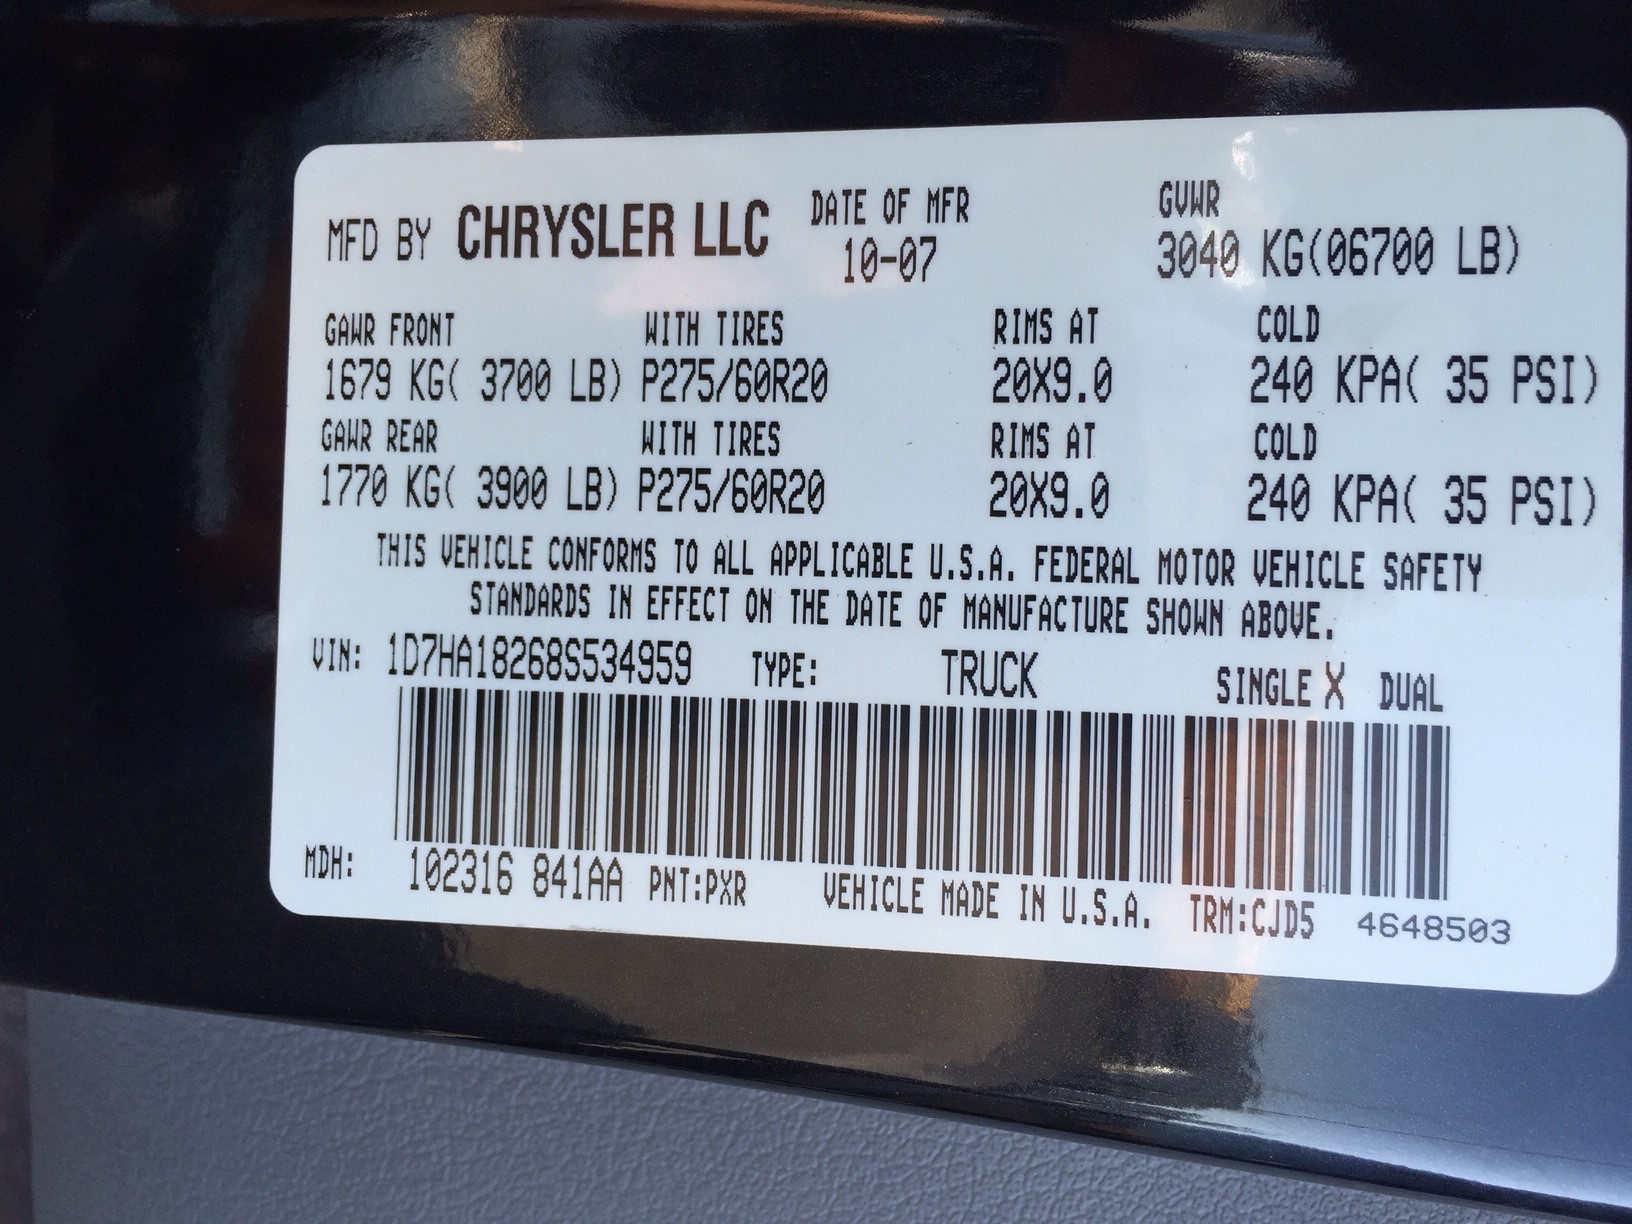 MFD BY CHRYSLER LLC DATE OF MFR GVWR
10-07 3040 KG(06700 LB)
GAWR FRONT WITH TIRES RIMS AT COLD
1679 KG( 3700 LB) P275/60R20 20X9.0 240 KPA( 35 PSI)
GAWR REAR WITH TIRES RIMS AT COLD
1770 KG( 3900 LB) P275/60R20 20X9.0 240 KPA( 35 PSI)
THIS VEHICLE CONFORMS TO ALL APPLICABLE U.S.A. FEDERAL MOTOR VEHICLE SAFETY
STANDARDS IN EFFECT ON THE DATE OF MANUFACTURE SHOWN ABOVE.
VIN: 1D7HA18268S534959 TYPE: TRUCK SINGLE X DUAL
MDH: 102316 841AA PNT:PXR VEHICLE MADE IN U.S.A. TRM:CJD5 4648503